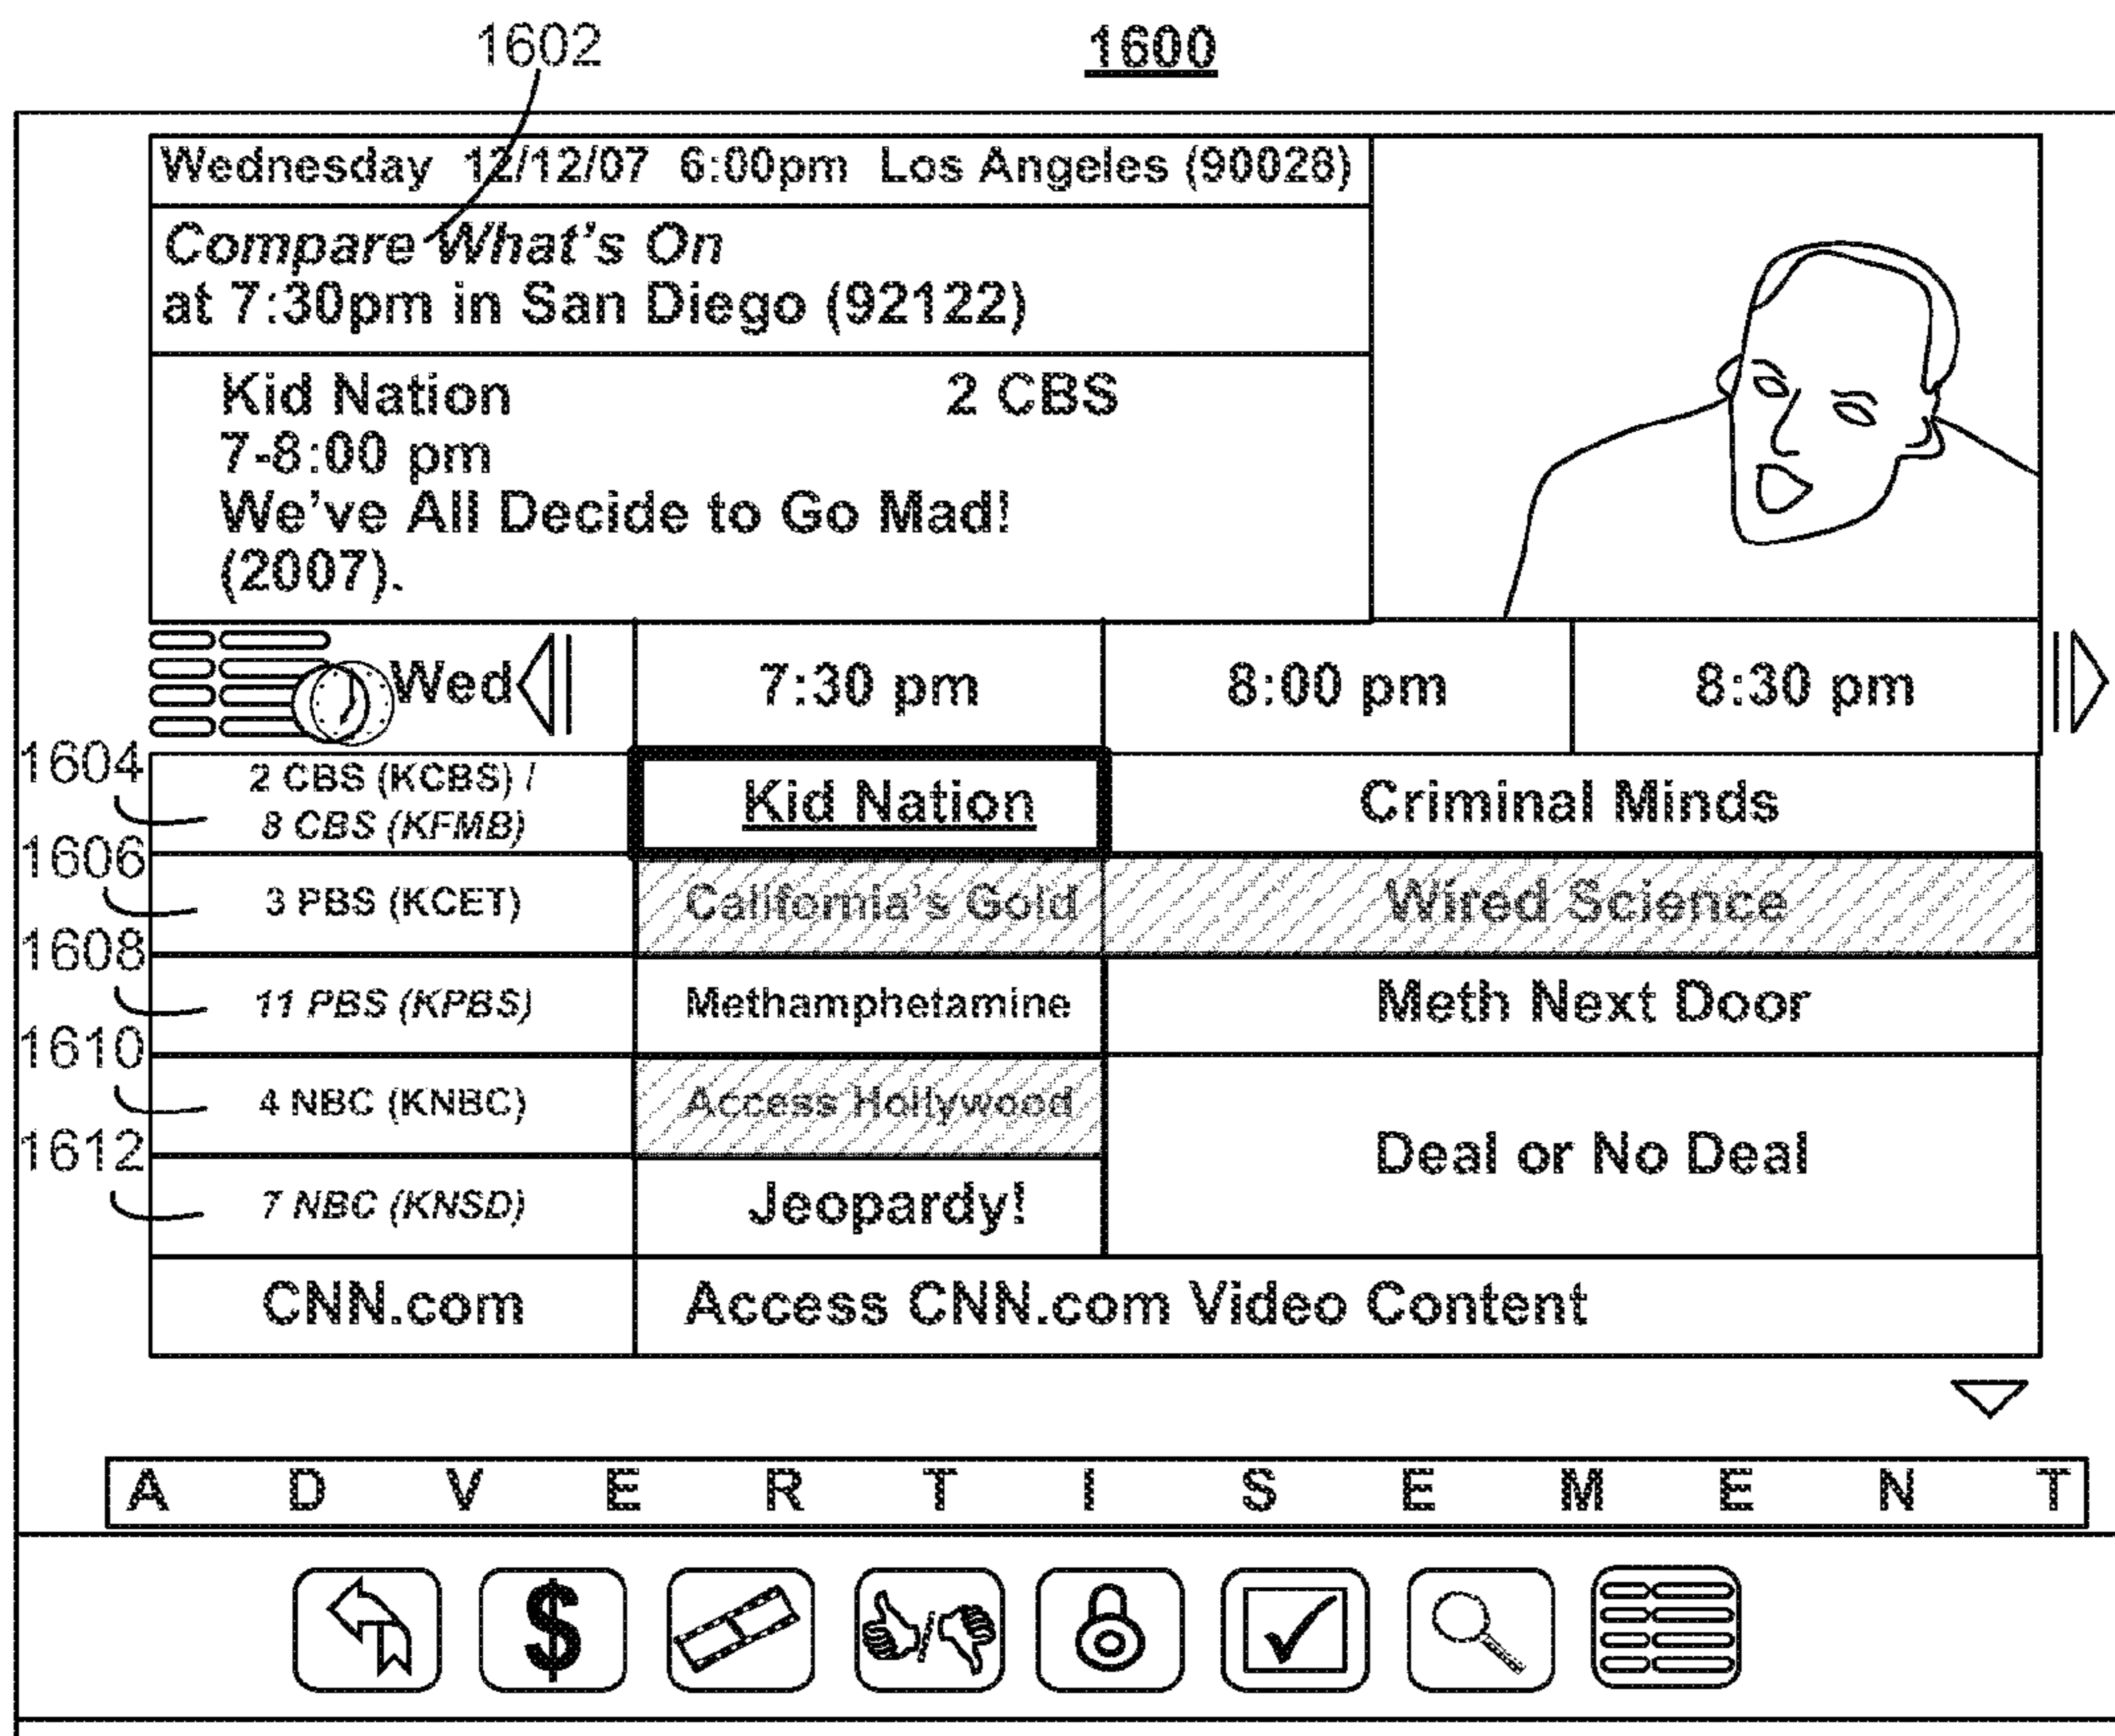 1602
1600
Wednesday 12/12/07 6:00pm Los Angeles (90028)
Compare What's On
at 7:30pm in San Diego (92122)
Kid Nation 2 CBS
7-8:00 pm
We've All Decide to Go Mad!
(2007).
Wed 7:30 pm 8:00 pm 8:30 pm
1604
2 CBS (KCBS) /
8 CBS (KFMB)
Kid Nation Criminal Minds
1606
3 PBS (KCET) California's Gold Wired Science
1608
11 PBS (KPBS) Methamphetamine Meth Next Door
1610
4 NBC (KNBC) Access Hollywood
Deal or No Deal
1612
7 NBC (KNSD) Jeopardy!
CNN.com Access CNN.com Video Content
A D V E R T I S E M E N T
$